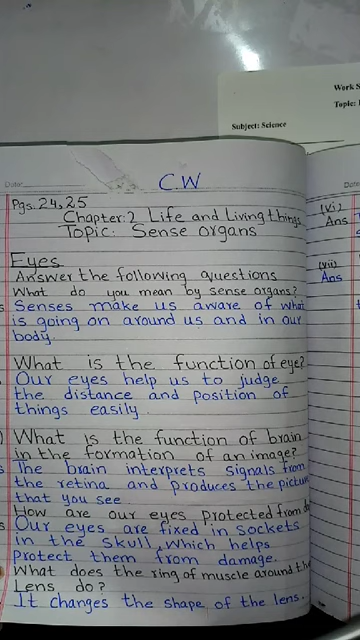 Work S
Topic:
Subject: Science
Date:
C.W
Pgs. 24,25
Chapter:2 Life and Living things
Topic: Sense organs
Eyes
Answer the following questions
What do you mean by sense organs?
Senses make us aware of what
is going on around us and in our
body.
What is the function of eye?
Our eyes help us to judge
the distance and position of
things easily.
What is the function of brain
in the formation of an image?
The brain interprets signals from
the retina and produces the picture
that you see
How are our eyes protected from
Our eyes are fixed in sockets
in the skull, which helps
protect them from damage.
What does the ring of muscle around the
Lens do?
It changes the shape of the lens.
(vi)
Ans
(vii)
Ans